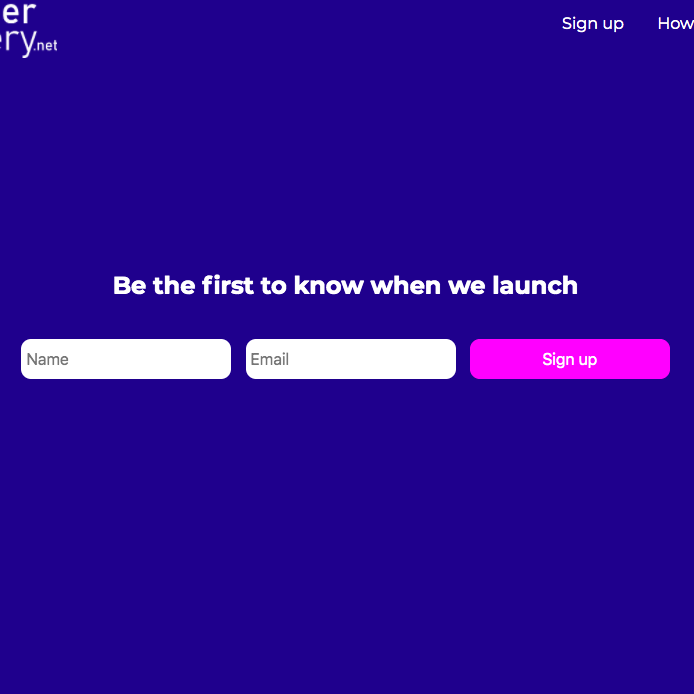 er
ery.net
Sign up How
Be the first to know when we launch
Name Email Sign up